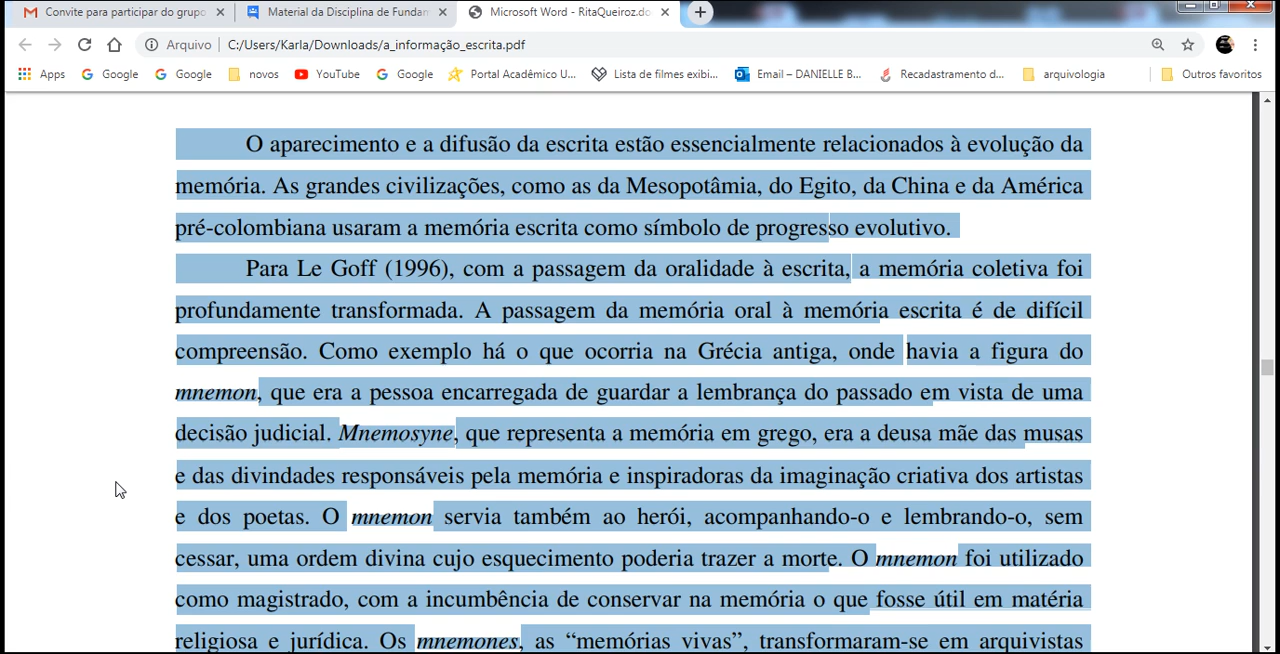 Convite para participar do grupo
Material da Disciplina de Fundam
Microsoft Word - RitaQueiroz.do
Arquivo | C:/Users/Karla/Downloads/a_informação_escrita.pdf
Apps Google Google novos YouTube Google Portal Acadêmico U... Lista de filmes exibi... Email – DANIELLE B... Recadastramento d... arquivologia Outros favoritos
O aparecimento e a difusão da escrita estão essencialmente relacionados à evolução da
memória. As grandes civilizações, como as da Mesopotâmia, do Egito, da China e da América
pré-colombiana usaram a memória escrita como símbolo de progresso evolutivo.
Para Le Goff (1996), com a passagem da oralidade à escrita, a memória coletiva foi
profundamente transformada. A passagem da memória oral à memória escrita é de difícil
compreensão. Como exemplo há o que ocorria na Grécia antiga, onde havia a figura do
mnemon, que era a pessoa encarregada de guardar a lembrança do passado em vista de uma
decisão judicial. Mnemosyne, que representa a memória em grego, era a deusa mãe das musas
e das divindades responsáveis pela memória e inspiradoras da imaginação criativa dos artistas
e dos poetas. O mnemon servia também ao herói, acompanhando-o e lembrando-o, sem
cessar, uma ordem divina cujo esquecimento poderia trazer a morte. O mnemon foi utilizado
como magistrado, com a incumbência de conservar na memória o que fosse útil em matéria
religiosa e jurídica. Os mnemones, as “memórias vivas”, transformaram-se em arquivistas